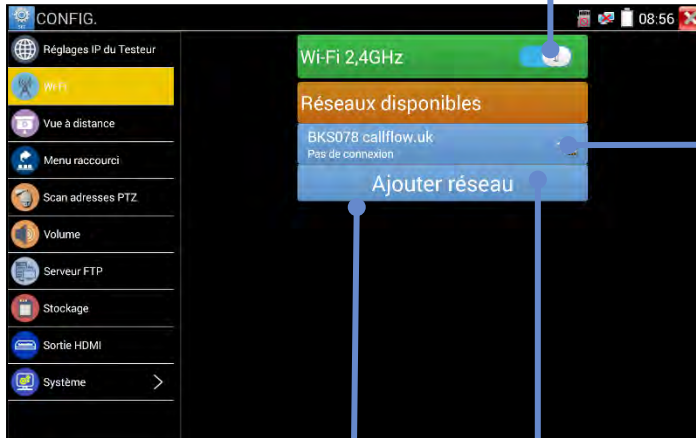 CONFIG.
08:56
Réglages IP du Testeur
Wi-Fi
Vue à distance
Menu raccourci
Scan adresses PTZ
Volume
Serveur FTP
Stockage
Sortie HDMI
Système
Wi-Fi 2,4GHz
Réseaux disponibles
BKS078 callflow.uk
Pas de connexion
Ajouter réseau